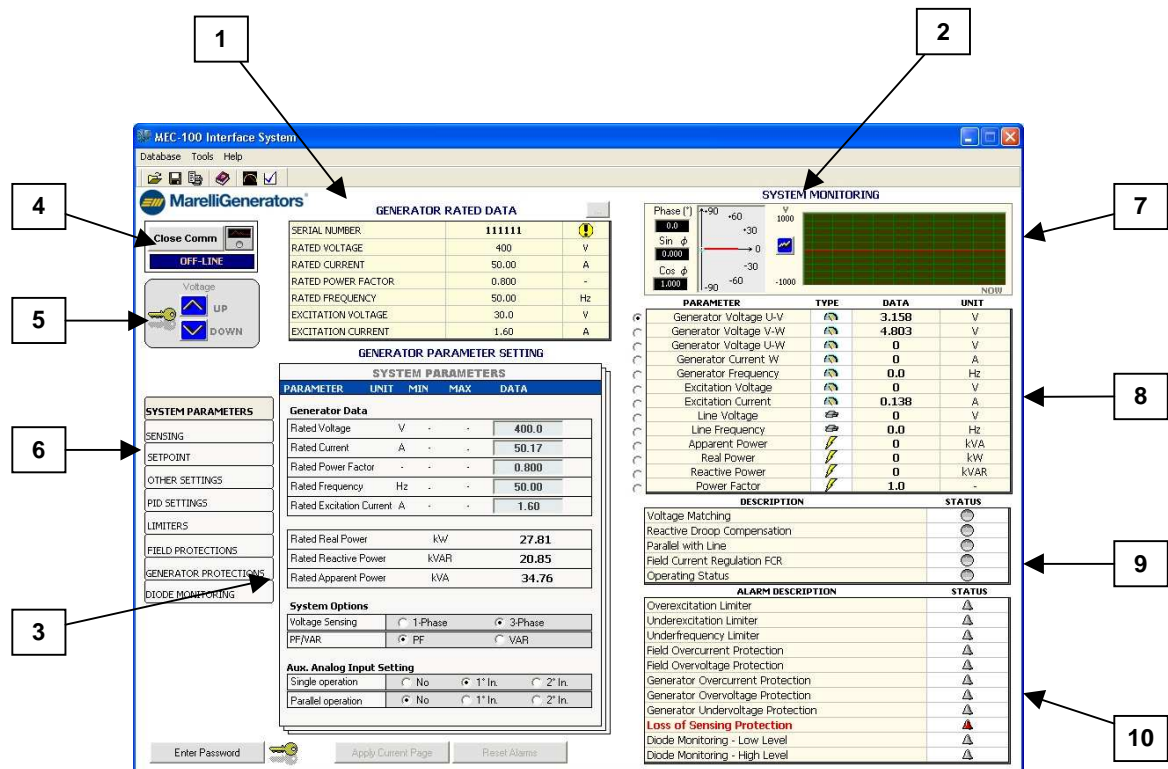 1
2
MEC-100 Interface System
Database Tools Help
MarelliGenerators
4
Close Comm
OFF-LINE
Voltage
UP
DOWN
5
GENERATOR RATED DATA
...
SERIAL NUMBER 111111
RATED VOLTAGE 400 V
RATED CURRENT 50.00 A
RATED POWER FACTOR 0.800 -
RATED FREQUENCY 50.00 Hz
EXCITATION VOLTAGE 30.0 V
EXCITATION CURRENT 1.60 A
GENERATOR PARAMETER SETTING
SYSTEM PARAMETERS
PARAMETER UNIT MIN MAX DATA
Generator Data
Rated Voltage V - - 400.0
Rated Current A - - 50.17
Rated Power Factor - - - 0.800
Rated Frequency Hz - - 50.00
Rated Excitation Current A - - 1.60
Rated Real Power kW 27.81
Rated Reactive Power kVAR 20.85
Rated Apparent Power kVA 34.76
System Options
Voltage Sensing 1-Phase 3-Phase
PF/VAR PF VAR
Aux. Analog Input Setting
Single operation No 1° In. 2° In.
Parallel operation No 1° In. 2° In.
6
SYSTEM PARAMETERS
SENSING
SETPOINT
OTHER SETTINGS
PID SETTINGS
LIMITERS
FIELD PROTECTIONS
GENERATOR PROTECTIONS
DIODE MONITORING
3
Enter Password
Apply Current Page
Reset Alarms
SYSTEM MONITORING
Phase (°)
0.0
Sin ϕ
0.000
Cos ϕ
1.000
+90
+60
+30
0
-30
-60
-90
V
1000
-1000
NOW
7
PARAMETER TYPE DATA UNIT
Generator Voltage U-V 3.158 V
Generator Voltage V-W 4.803 V
Generator Voltage U-W 0 V
Generator Current W 0 A
Generator Frequency 0.0 Hz
Excitation Voltage 0 V
Excitation Current 0.138 A
Line Voltage 0 V
Line Frequency 0.0 Hz
Apparent Power 0 kVA
Real Power 0 kW
Reactive Power 0 kVAR
Power Factor 1.0 -
8
DESCRIPTION STATUS
Voltage Matching
Reactive Droop Compensation
Parallel with Line
Field Current Regulation FCR
Operating Status
9
ALARM DESCRIPTION STATUS
Overexcitation Limiter
Underexcitation Limiter
Underfrequency Limiter
Field Overcurrent Protection
Field Overvoltage Protection
Generator Overcurrent Protection
Generator Overvoltage Protection
Generator Undervoltage Protection
Loss of Sensing Protection
Diode Monitoring - Low Level
Diode Monitoring - High Level
10